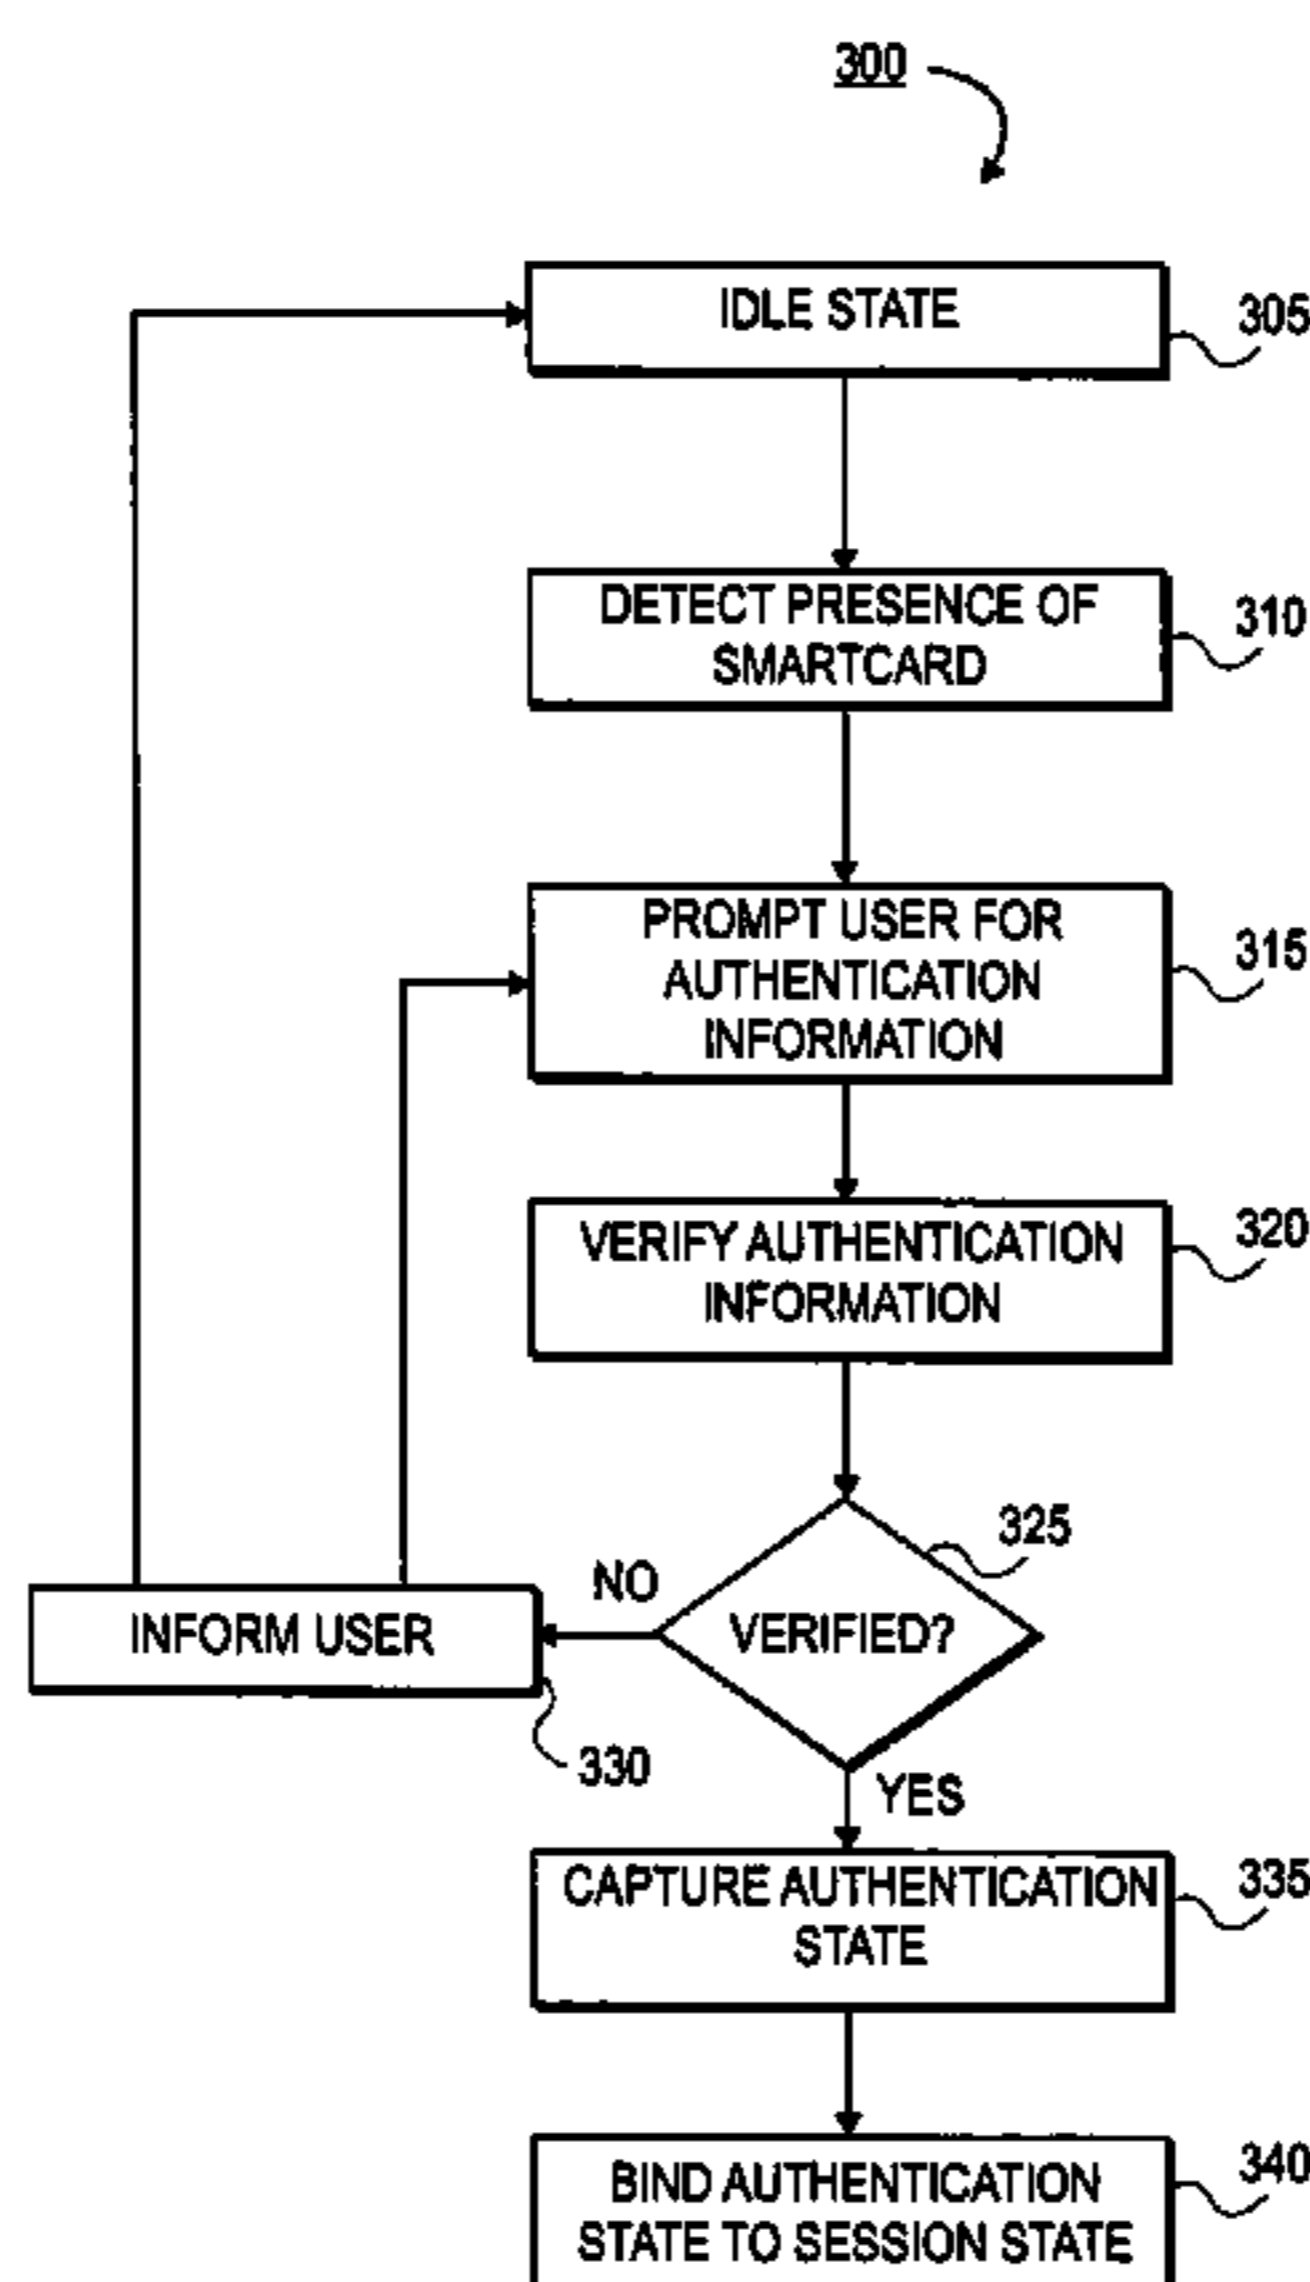 300
IDLE STATE
305
DETECT PRESENCE OF
SMARTCARD
310
PROMPT USER FOR
AUTHENTICATION
INFORMATION
315
VERIFY AUTHENTICATION
INFORMATION
320
325
NO
VERIFIED?
INFORM USER
330
YES
CAPTURE AUTHENTICATION
STATE
335
BIND AUTHENTICATION
STATE TO SESSION STATE
340